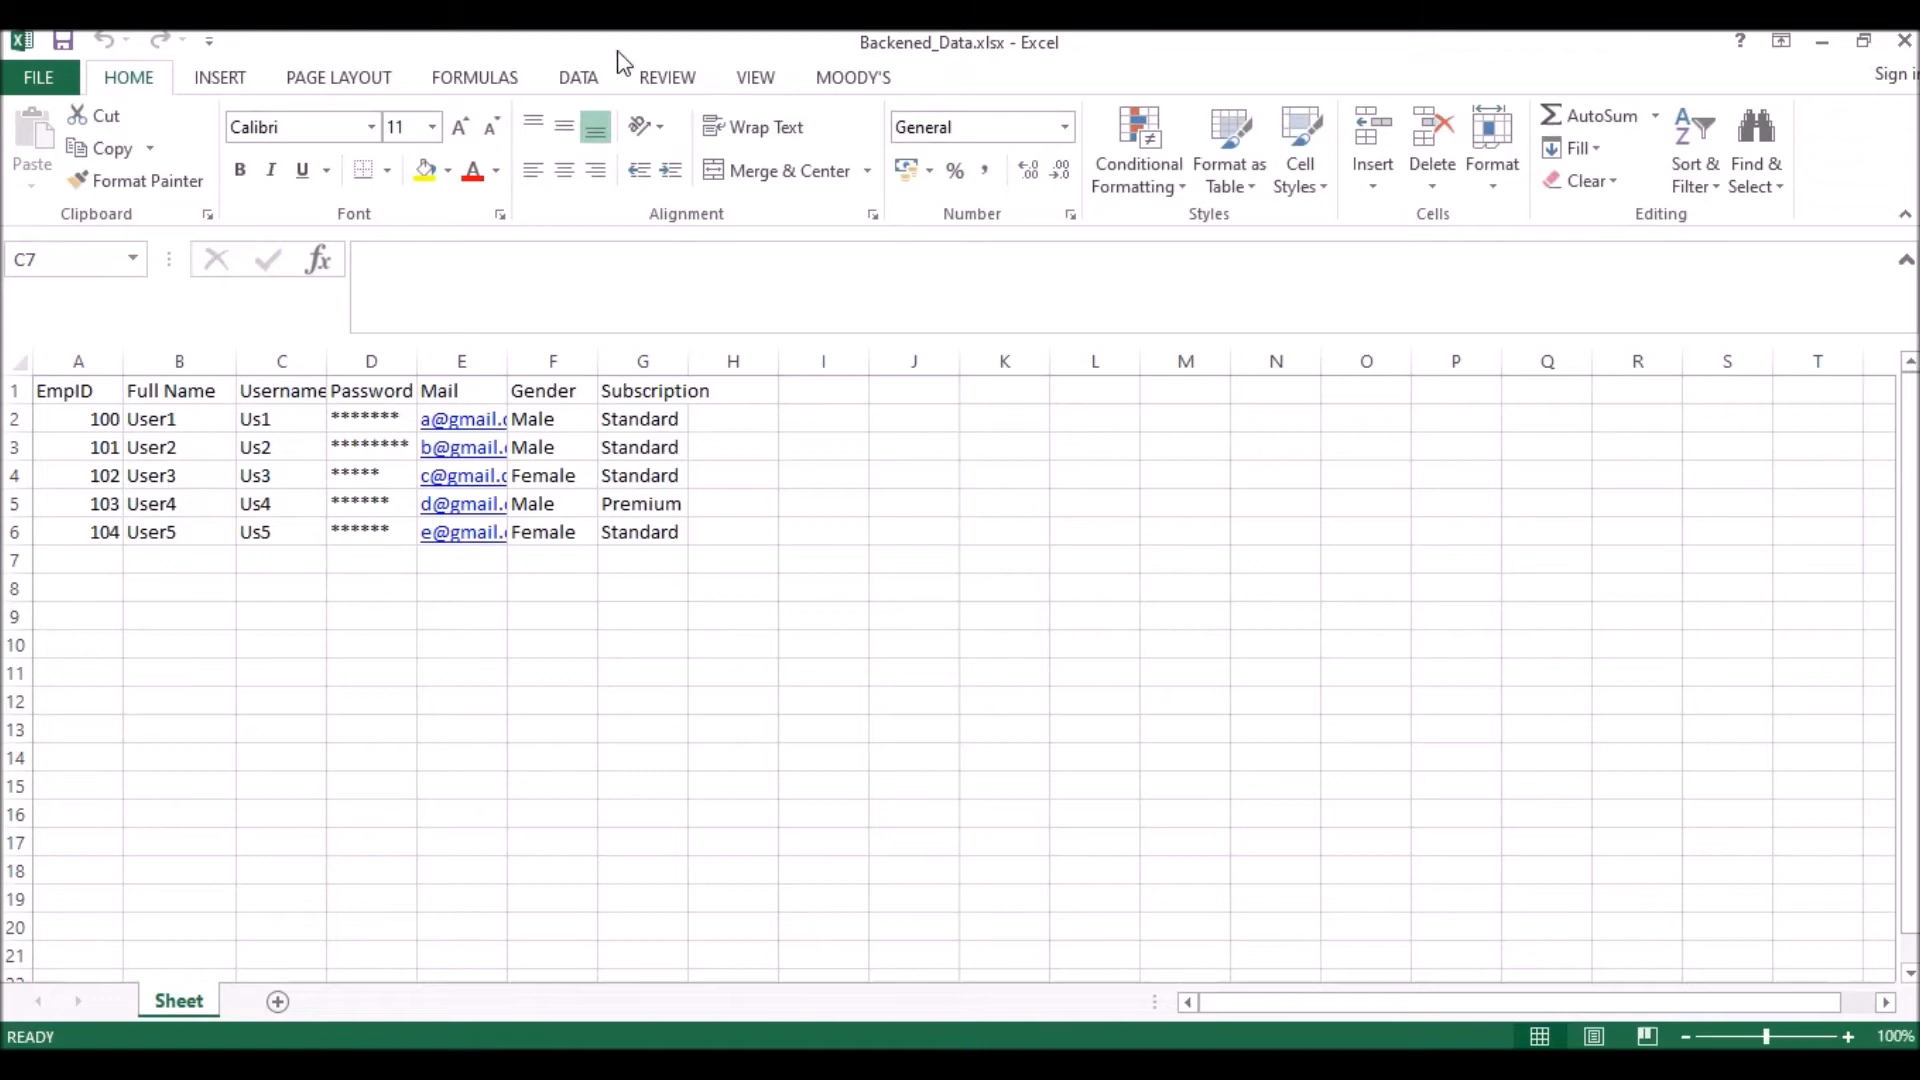 Backened_Data.xlsx - Excel
?
FILE HOME INSERT PAGE LAYOUT FORMULAS DATA REVIEW VIEW MOODY'S Sign in
Paste Cut Copy Format Painter
Clipboard
Calibri 11
B I U
Font
Wrap Text
Merge & Center
Alignment
General
%
Number
Conditional Formatting
Format as Table
Cell Styles
Styles
Insert Delete Format
Cells
AutoSum
Fill
Clear
Sort & Filter
Find & Select
Editing
C7 fx
A B C D E F G H I J K L M N O P Q R S T
1 EmpID Full Name Username Password Mail Gender Subscription
2 100 User1 Us1 ******* a@gmail.c Male Standard
3 101 User2 Us2 ******** b@gmail. Male Standard
4 102 User3 Us3 ***** c@gmail.c Female Standard
5 103 User4 Us4 ****** d@gmail. Male Premium
6 104 User5 Us5 ****** e@gmail. Female Standard
7
8
9
10
11
12
13
14
15
16
17
18
19
20
21
Sheet
READY 100%